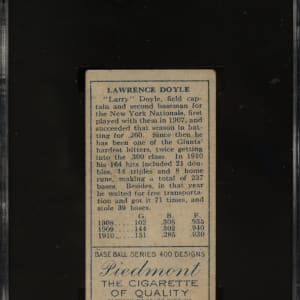 LAWRENCE DOYLE
"Larry" Doyle, field cap-
tain and second baseman for
the New York Nationals, first
played with them in 1907, and
succeeded that season in bat-
ting for .260. Since then he
has been one of the Giants'
hardest hitters, twice getting
into the .300 class. In 1910
his 164 hits included 21 doubles,
14 triples and 8 home
runs, making a total of 237
bases. Besides, in that year
he waited for free transporta-
tion and got it 71 times, and
stole 39 bases.
G. B. F.
1908 102 .308 .935
1909 144 .302 .940
1910 151 .285 .930
BASE BALL SERIES 400 DESIGNS
Piedmont
THE CIGARETTE
OF QUALITY